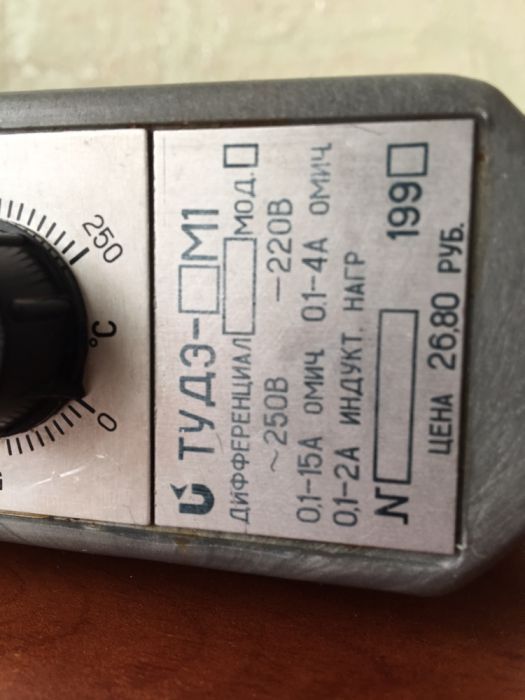 250
°C
0
ТУДЭ-□М1
ДИФФЕРЕНЦИАЛ□МОД.□
~250В —220В
0,1-15А ОМИЧ. 0.1-4А ОМИЧ
0,1-2А ИНДУКТ. НАГР
N□ 199□
ЦЕНА 26,80 РУБ.